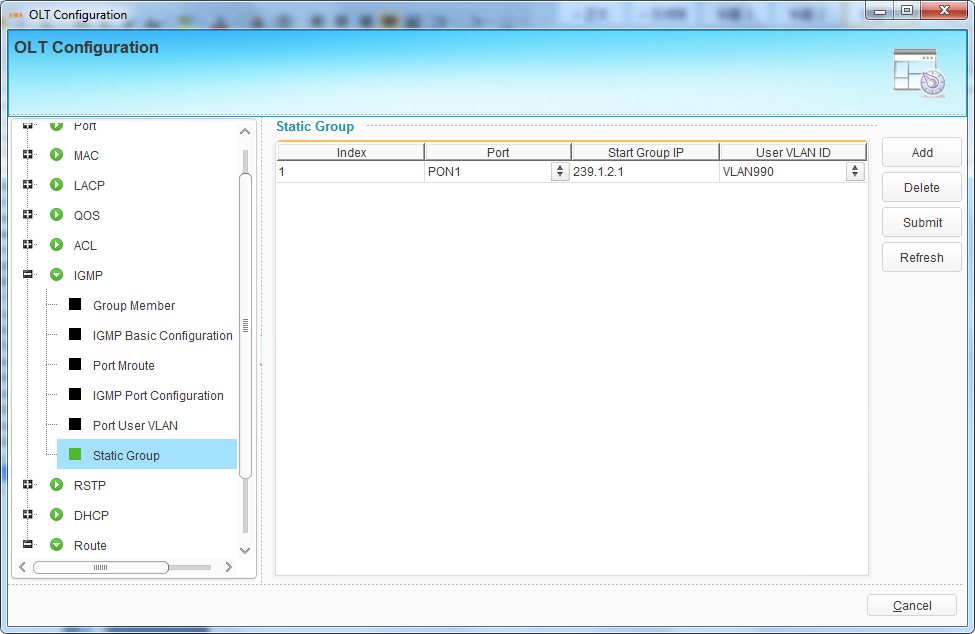 EMS OLT Configuration
OLT Configuration
Port
MAC
LACP
QOS
ACL
IGMP
Group Member
IGMP Basic Configuration
Port Mroute
IGMP Port Configuration
Port User VLAN
Static Group
RSTP
DHCP
Route
Static Group
Index Port Start Group IP User VLAN ID
1 PON1 239.1.2.1 VLAN990
Add
Delete
Submit
Refresh
Cancel